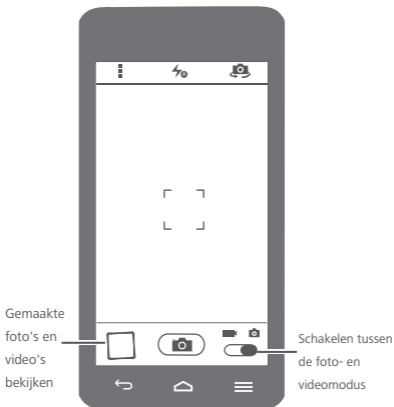 Gemaakte
foto's en
video's
bekijken
Schakelen tussen
de foto- en
videomodus